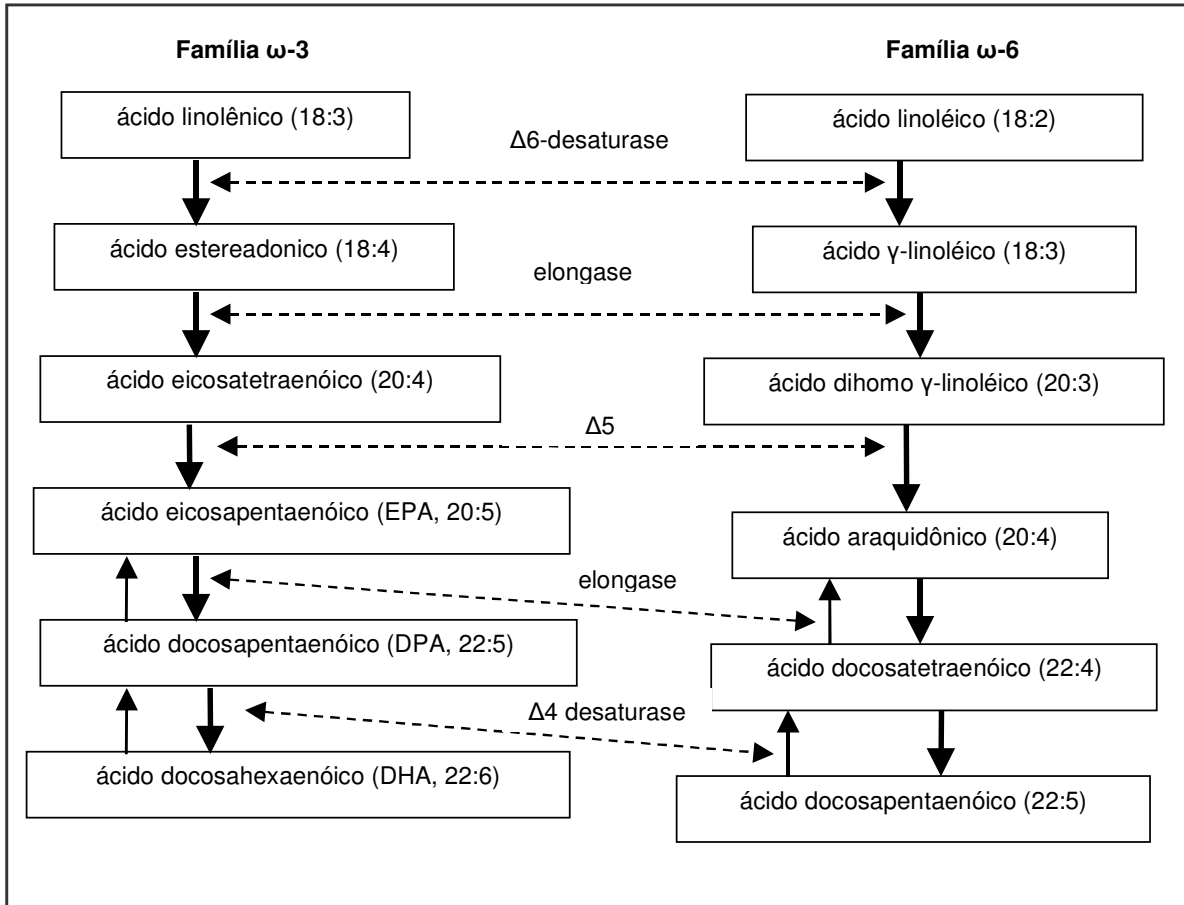 Família ω-3
Família ω-6
ácido linolênico (18:3)
ácido linoléico (18:2)
Δ6-desaturase
ácido estereadonico (18:4)
ácido γ-linoléico (18:3)
elongase
ácido eicosatetraenóico (20:4)
ácido dihomo γ-linoléico (20:3)
Δ5
ácido eicosapentaenóico (EPA, 20:5)
ácido araquidônico (20:4)
elongase
ácido docosapentaenóico (DPA, 22:5)
ácido docosatetraenóico (22:4)
Δ4 desaturase
ácido docosahexaenóico (DHA, 22:6)
ácido docosapentaenóico (22:5)